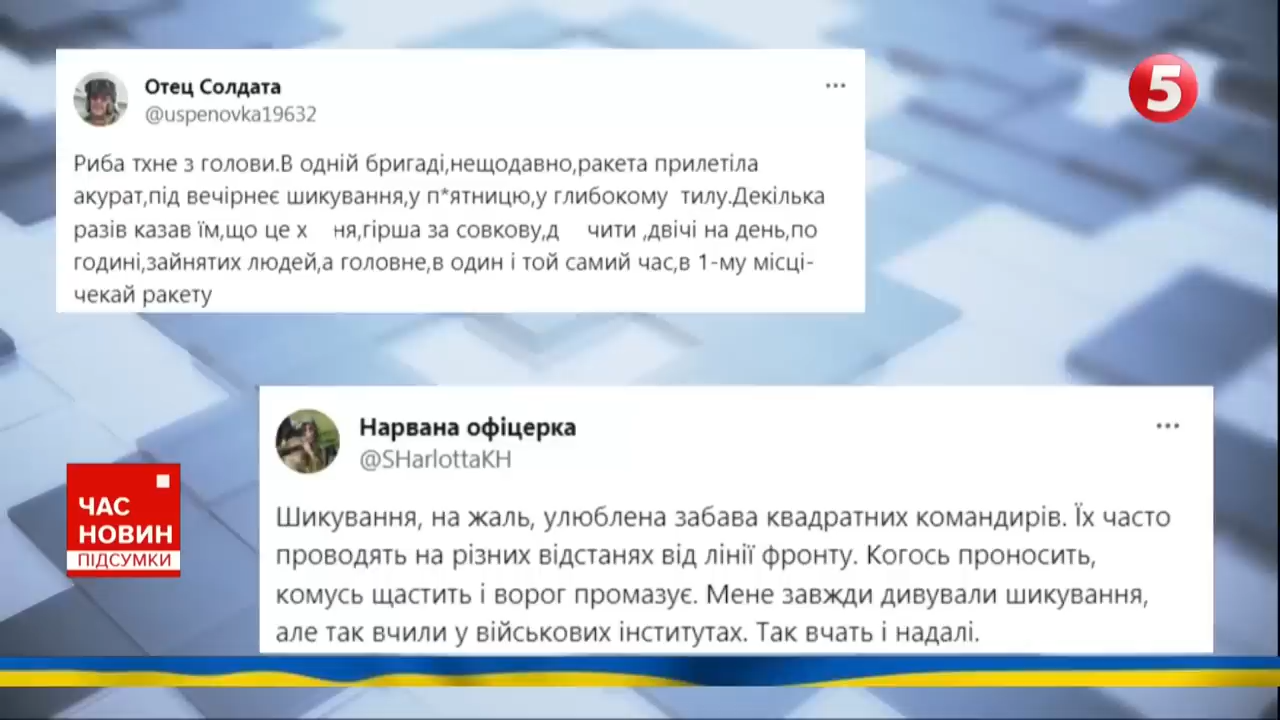 Отец Солдата
@uspenovka19632
Риба тхне з голови.В одній бригаді,нещодавно,ракета прилетіла
акурат,під вечірнеє шикування,у п*ятницю,у глибокому тилу.Декілька
разів казав їм,що це х ня,гірша за совкову,д чити ,двічі на день,по
годині,зайнятих людей,а головне,в один і той самий час,в 1-му місці-
чекай ракету
5
Нарвана офіцерка
@SHarlottaKH
Шикування, на жаль, улюблена забава квадратних командирів. Їх часто
проводять на різних відстанях від лінії фронту. Когось проносить,
комусь щастить і ворог промазує. Мене завжди дивували шикування,
але так вчили у військових інститутах. Так вчать і надалі.
ЧАС
НОВИН
ПІДСУМКИ